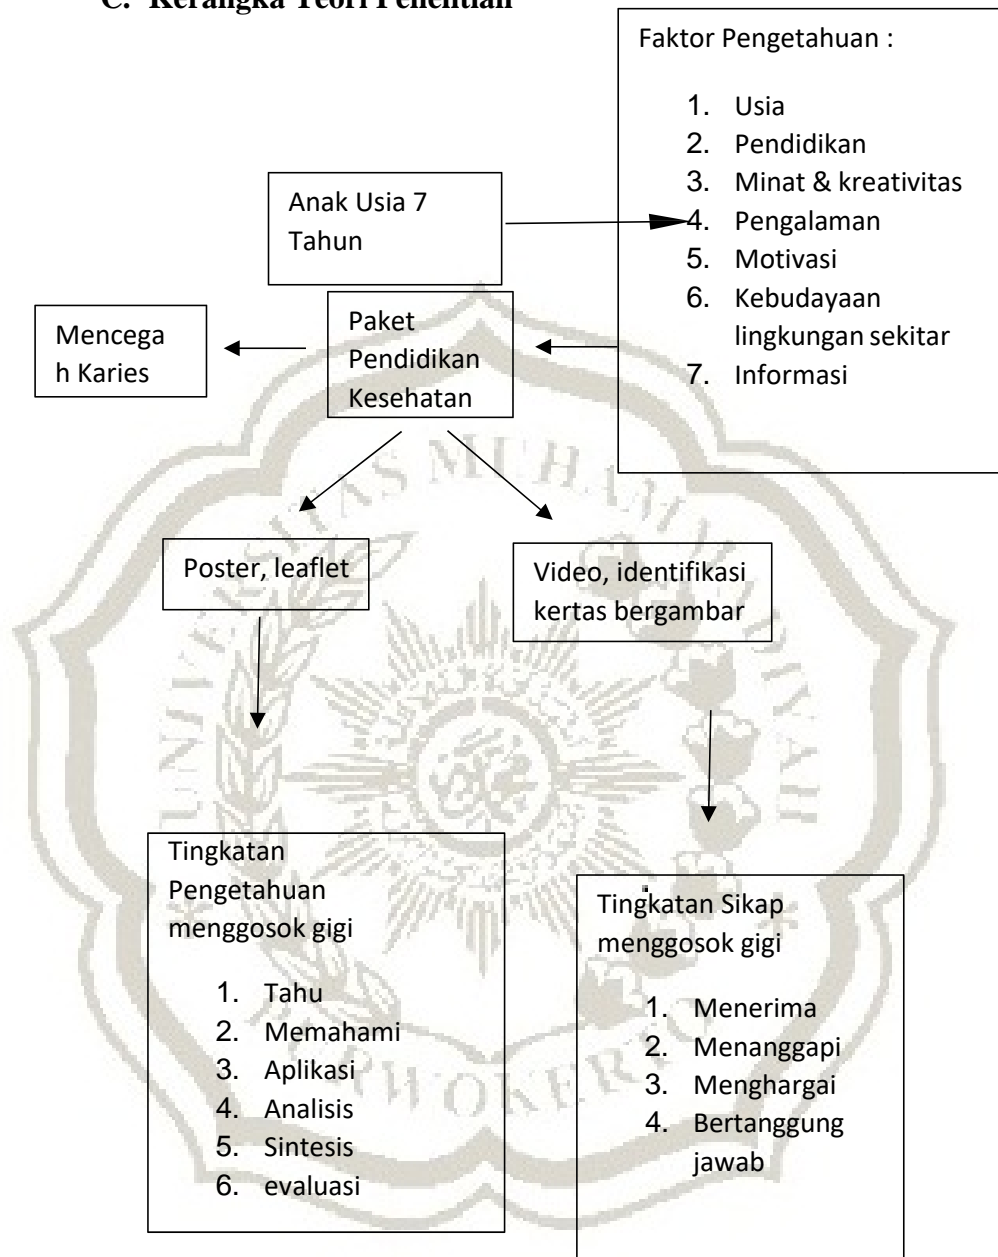 C. Kerangka Teori Penelitian
Faktor Pengetahuan :
1. Usia
2. Pendidikan
3. Minat & kreativitas
4. Pengalaman
5. Motivasi
6. Kebudayaan
lingkungan sekitar
7. Informasi
Anak Usia 7
Tahun
Paket
Pendidikan
Kesehatan
Mencega
h Karies
Poster, leaflet
Video, identifikasi
kertas bergambar
Tingkatan
Pengetahuan
menggosok gigi
1. Tahu
2. Memahami
3. Aplikasi
4. Analisis
5. Sintesis
6. evaluasi
Tingkatan Sikap
menggosok gigi
1. Menerima
2. Menanggapi
3. Menghargai
4. Bertanggung
jawab
UNIVERSITAS MUHAMMADIYAH
PURWOKERTO